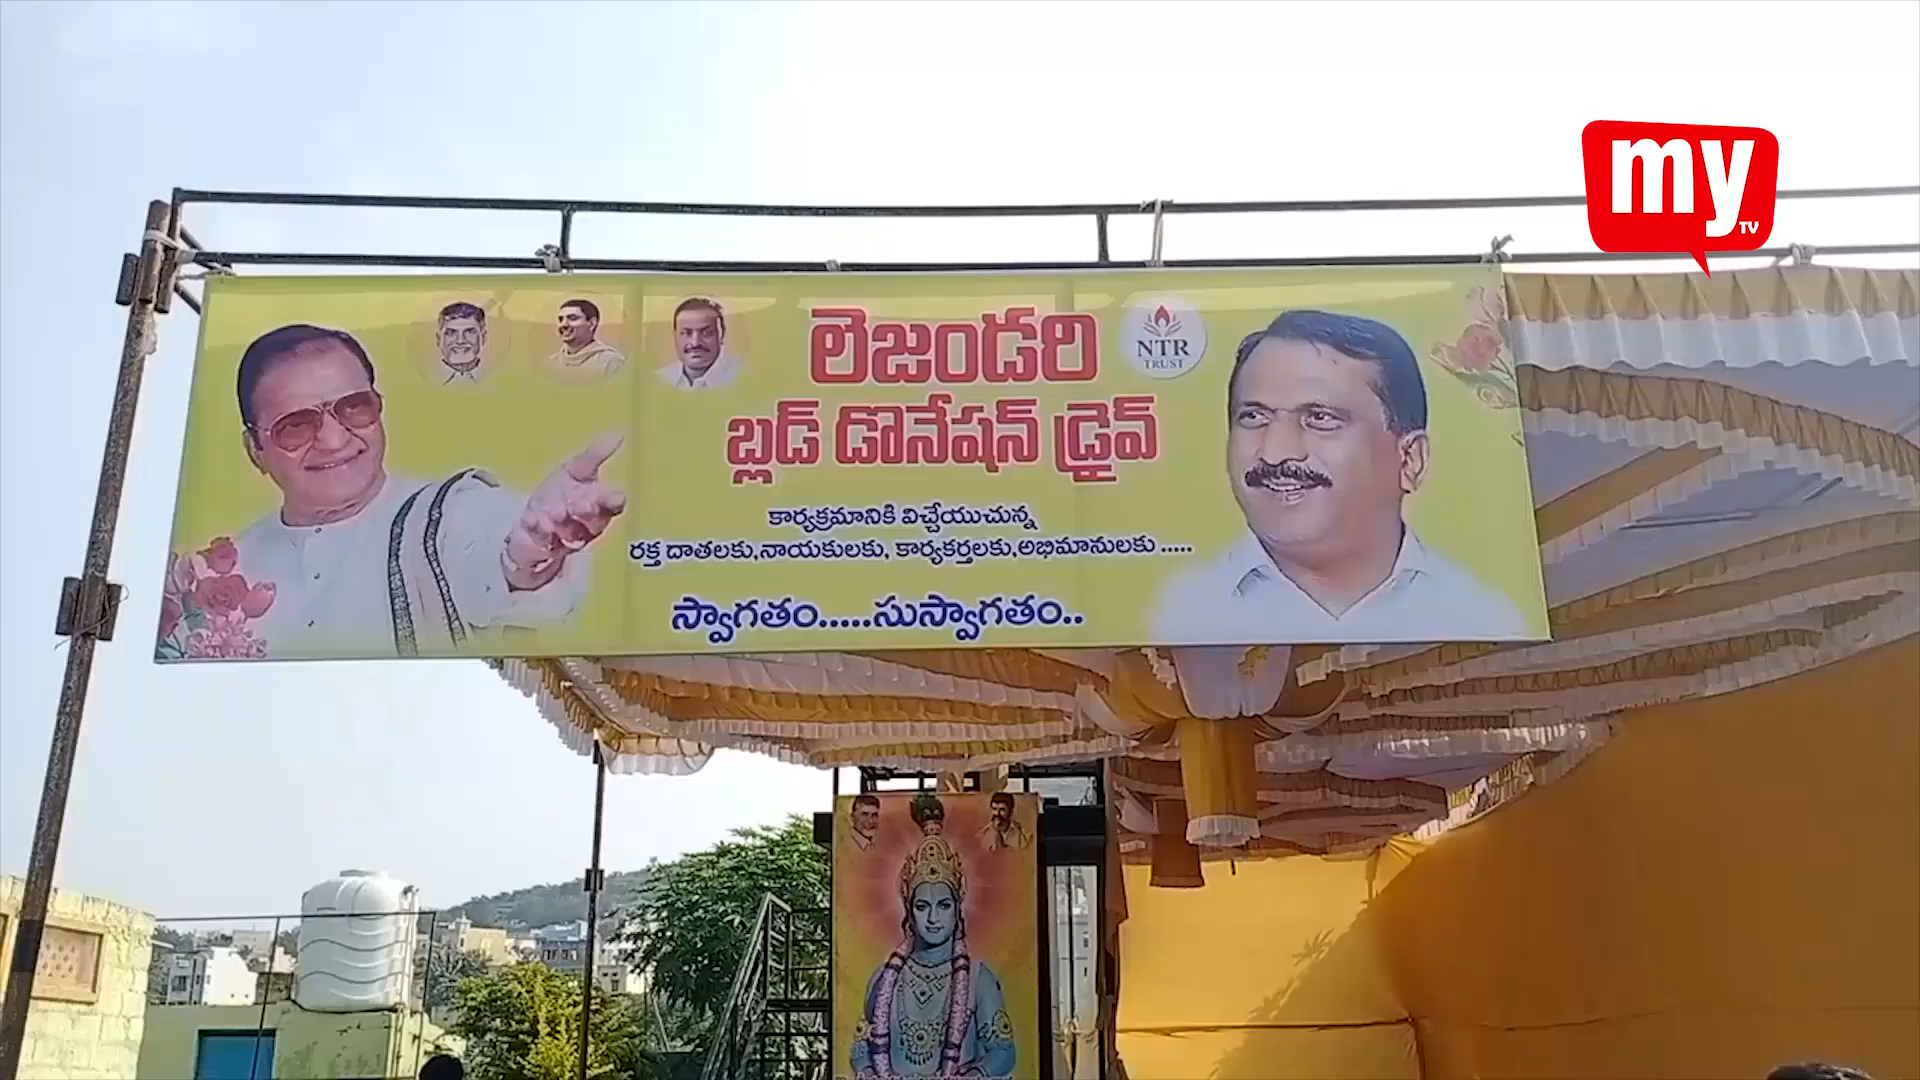 my
TV
లెజండరి
NTR
TRUST
బ్లడ్ డొనేషన్ డ్రైవ్
కార్యక్రమానికి విచ్చేయుచున్న
రక్త దాతలకు,నాయకులకు, కార్యకర్తలకు,అభిమానులకు .....
స్వాగతం.....సుస్వాగతం..